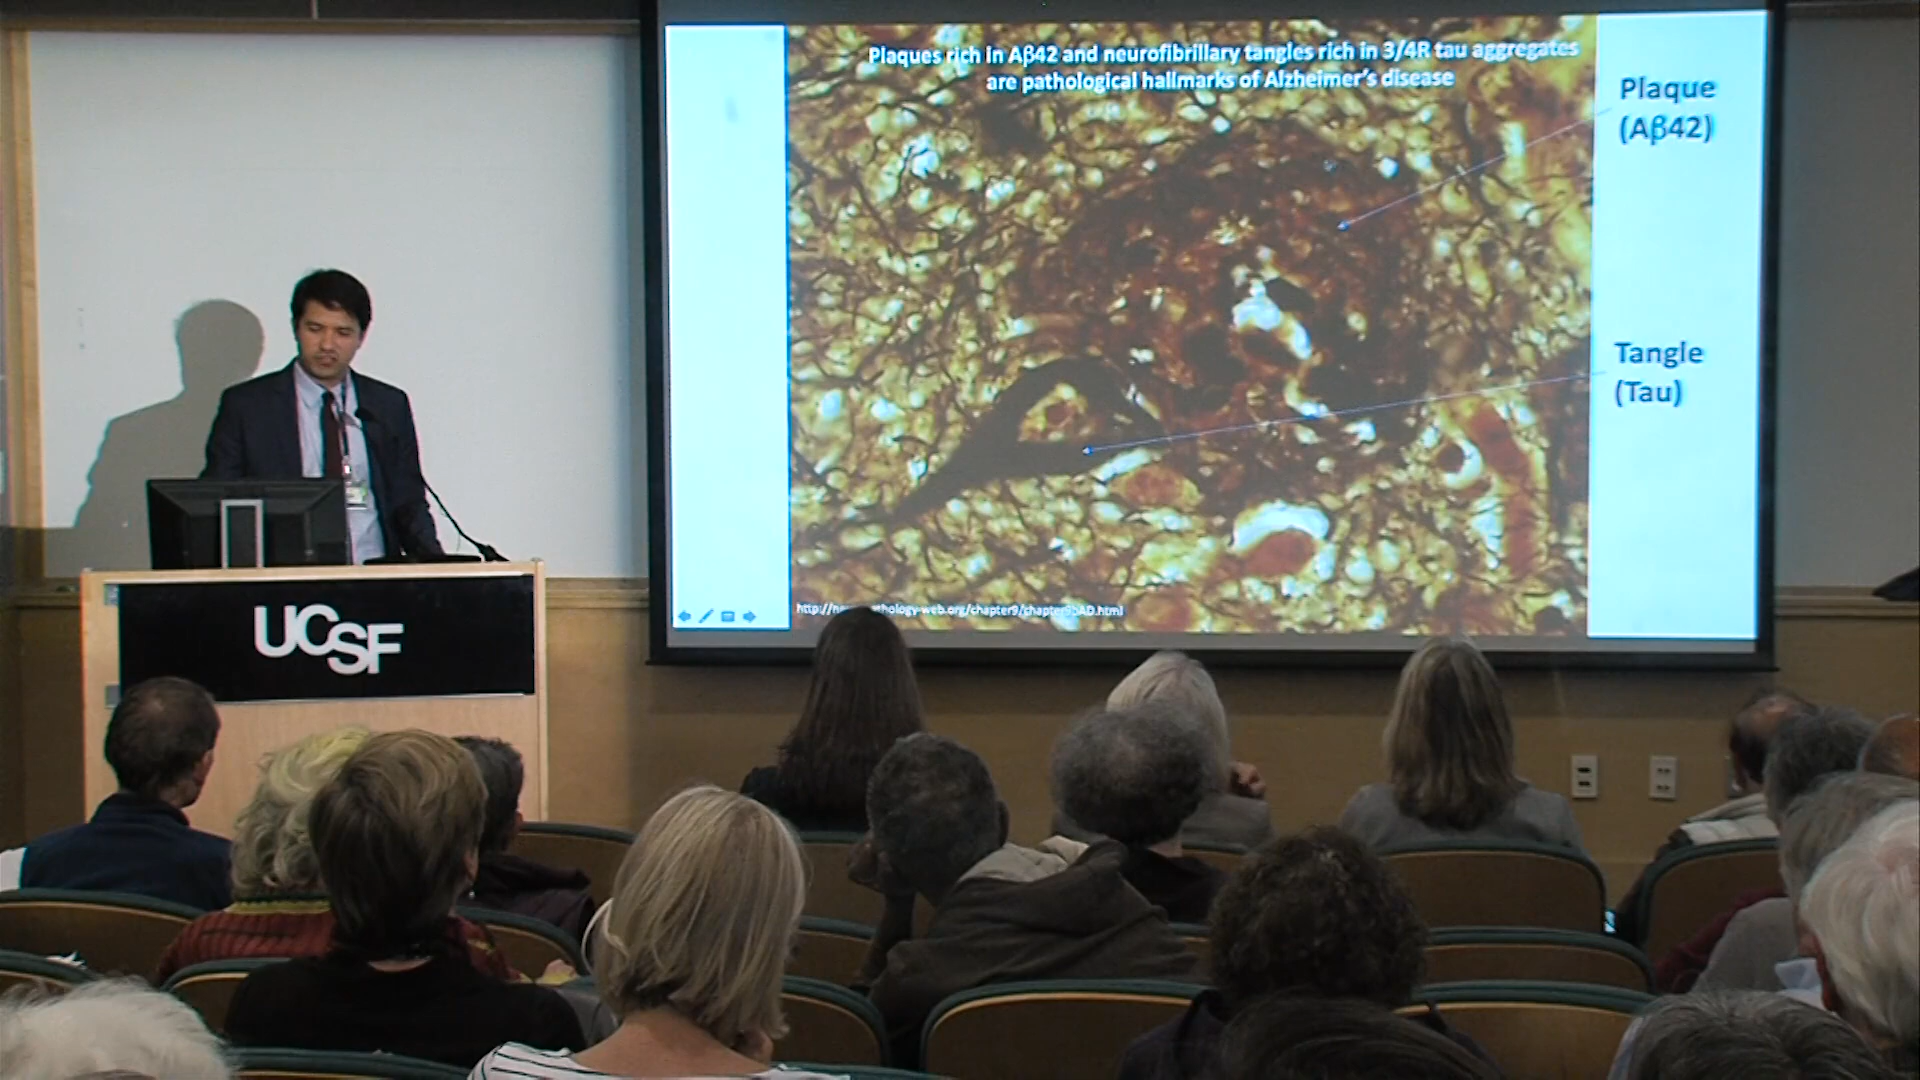 Plaques rich in Aβ42 and neurofibrillary tangles rich in 3/4R tau aggregates
are pathological hallmarks of Alzheimer's disease
Plaque
(Aβ42)
Tangle
(Tau)
UCSF